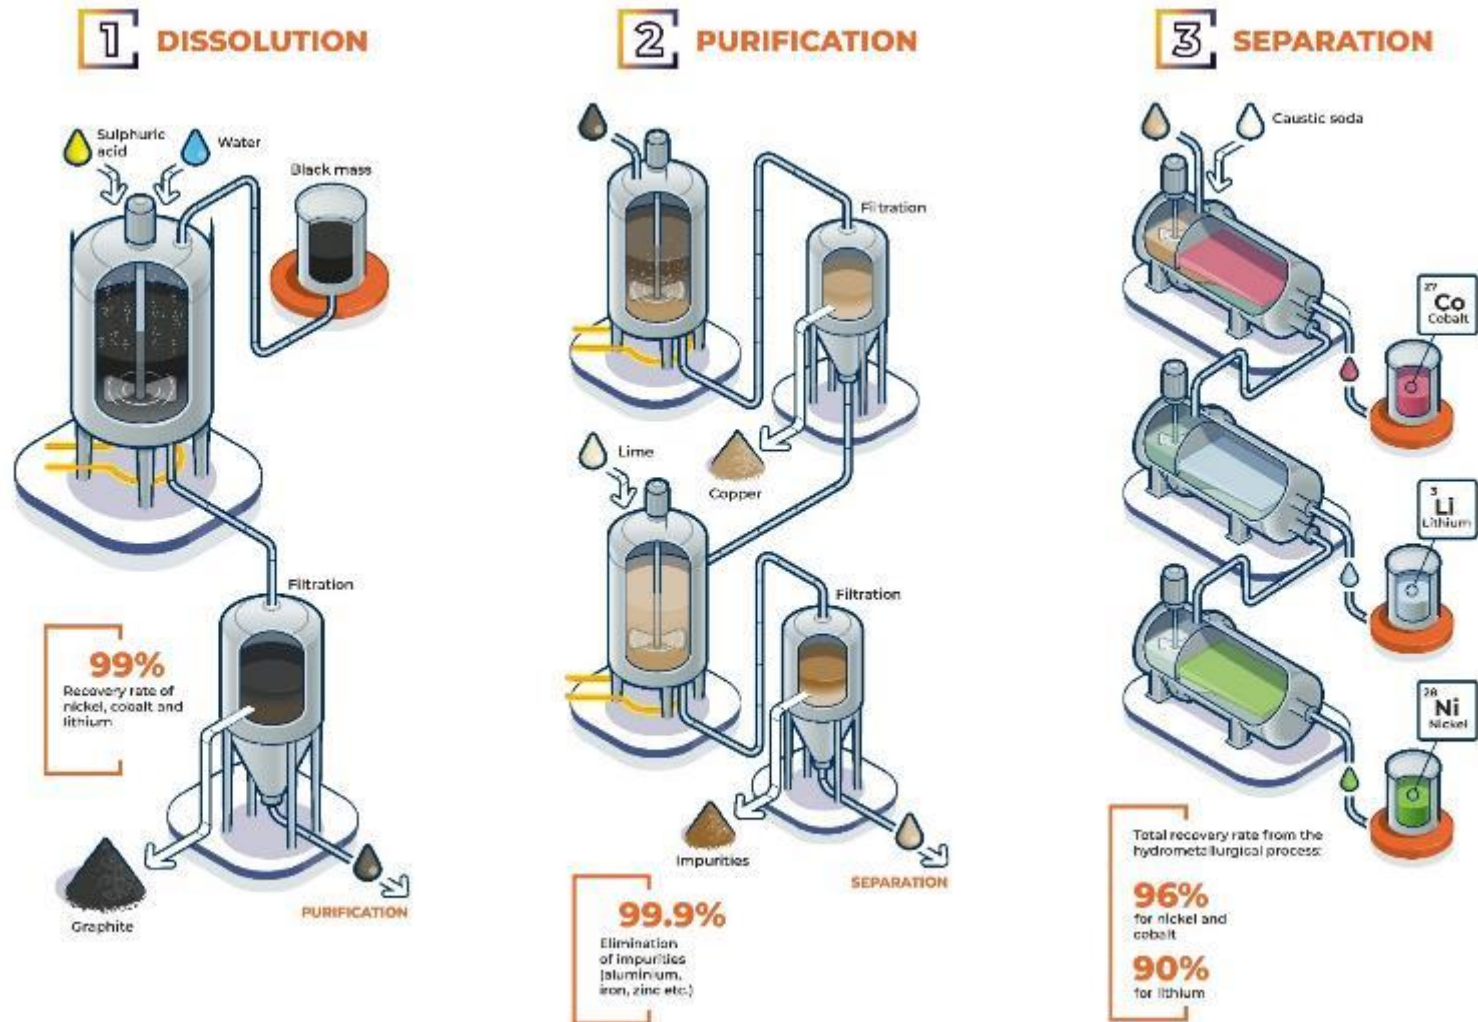 1 DISSOLUTION
Sulphuric
acid
Water
Black mass
Filtration
99%
Recovery rate of
nickel, cobalt and
lithium
Graphite
PURIFICATION
2 PURIFICATION
Filtration
Copper
Lime
Filtration
Impurities
SEPARATION
99.9%
Elimination
of impurities
(aluminium,
iron, zinc etc.)
3 SEPARATION
Caustic soda
27
Co
Cobalt
3
Li
Lithium
28
Ni
Nickel
Total recovery rate from the
hydrometallurgical process:
96%
for nickel and
cobalt
90%
for lithium